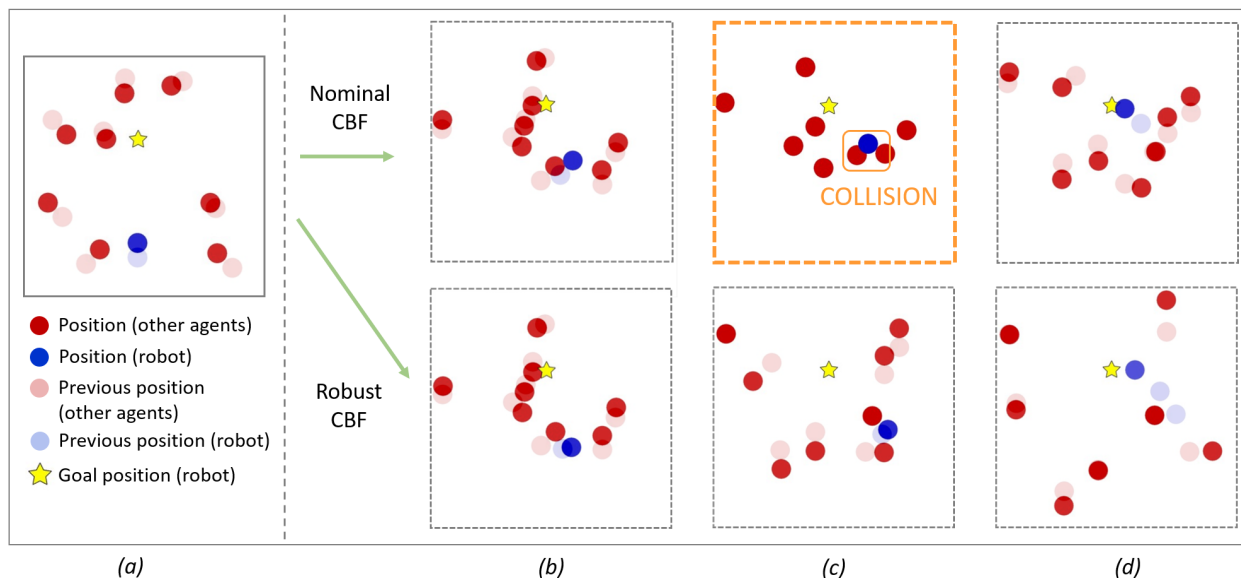 Nominal
CBF
COLLISION
Position (other agents)
Position (robot)
Previous position
(other agents)
Previous position (robot)
Goal position (robot)
Robust
CBF
(a)
(b)
(c)
(d)